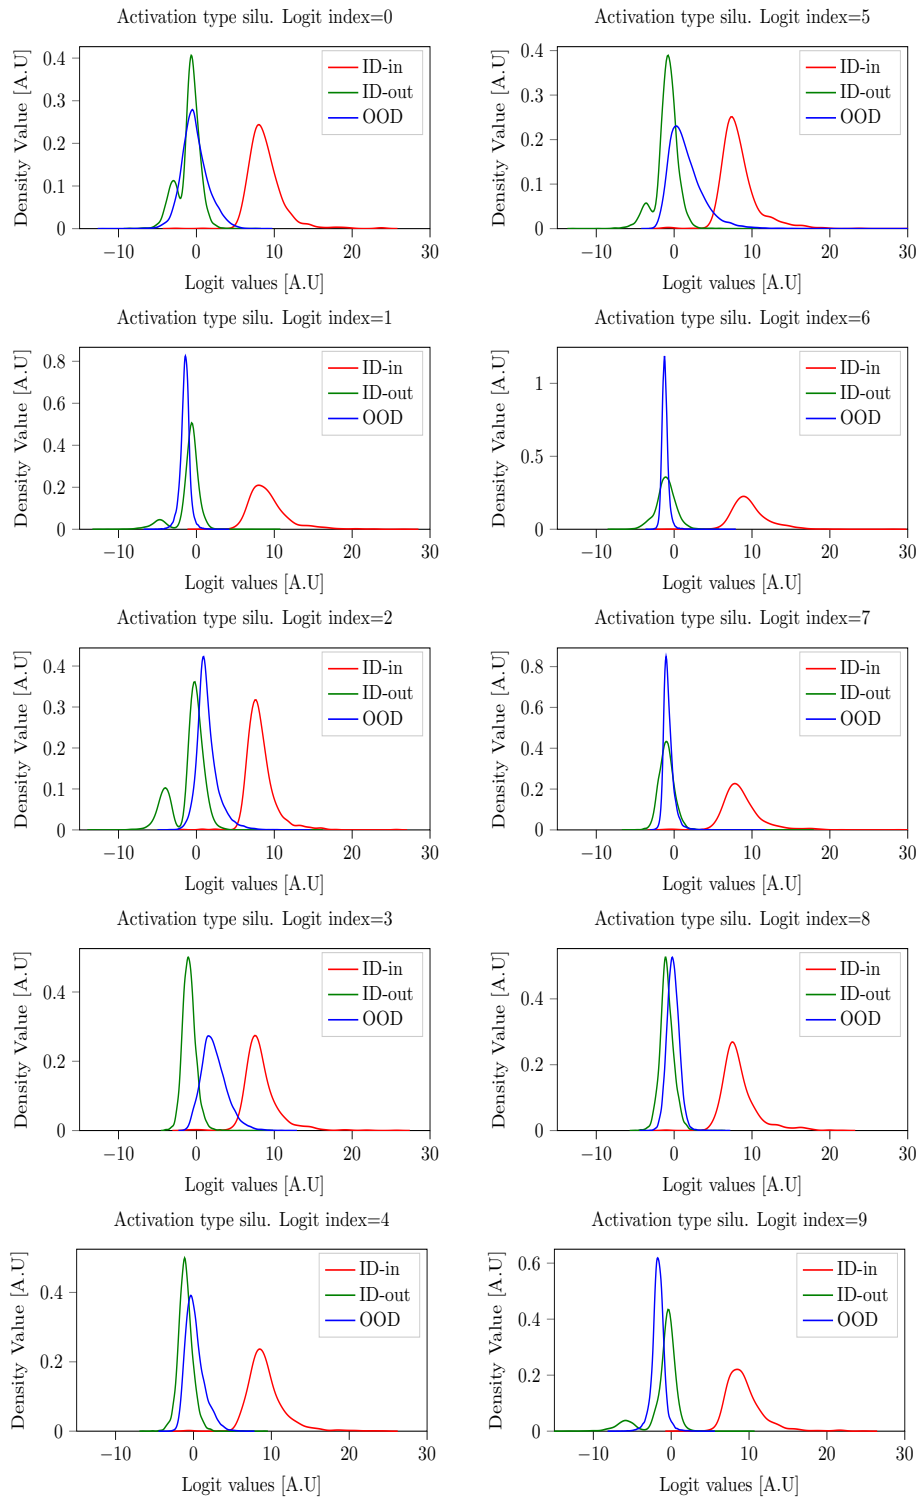 Activation type silu. Logit index=0
Density Value [A.U]
0.4
0.3
0.2
0.1
0
ID-in
ID-out
OOD
−10 0 10 20 30
Logit values [A.U]
Activation type silu. Logit index=5
Density Value [A.U]
0.4
0.3
0.2
0.1
0
ID-in
ID-out
OOD
−10 0 10 20 30
Logit values [A.U]
Activation type silu. Logit index=1
Density Value [A.U]
0.8
0.6
0.4
0.2
0
ID-in
ID-out
OOD
−10 0 10 20 30
Logit values [A.U]
Activation type silu. Logit index=6
Density Value [A.U]
1
0.5
0
ID-in
ID-out
OOD
−10 0 10 20 30
Logit values [A.U]
Activation type silu. Logit index=2
Density Value [A.U]
0.4
0.3
0.2
0.1
0
ID-in
ID-out
OOD
−10 0 10 20 30
Logit values [A.U]
Activation type silu. Logit index=7
Density Value [A.U]
0.8
0.6
0.4
0.2
0
ID-in
ID-out
OOD
−10 0 10 20 30
Logit values [A.U]
Activation type silu. Logit index=3
Density Value [A.U]
0.4
0.2
0
ID-in
ID-out
OOD
−10 0 10 20 30
Logit values [A.U]
Activation type silu. Logit index=8
Density Value [A.U]
0.4
0.2
0
ID-in
ID-out
OOD
−10 0 10 20 30
Logit values [A.U]
Activation type silu. Logit index=4
Density Value [A.U]
0.4
0.2
0
ID-in
ID-out
OOD
−10 0 10 20 30
Logit values [A.U]
Activation type silu. Logit index=9
Density Value [A.U]
0.6
0.4
0.2
0
ID-in
ID-out
OOD
−10 0 10 20 30
Logit values [A.U]